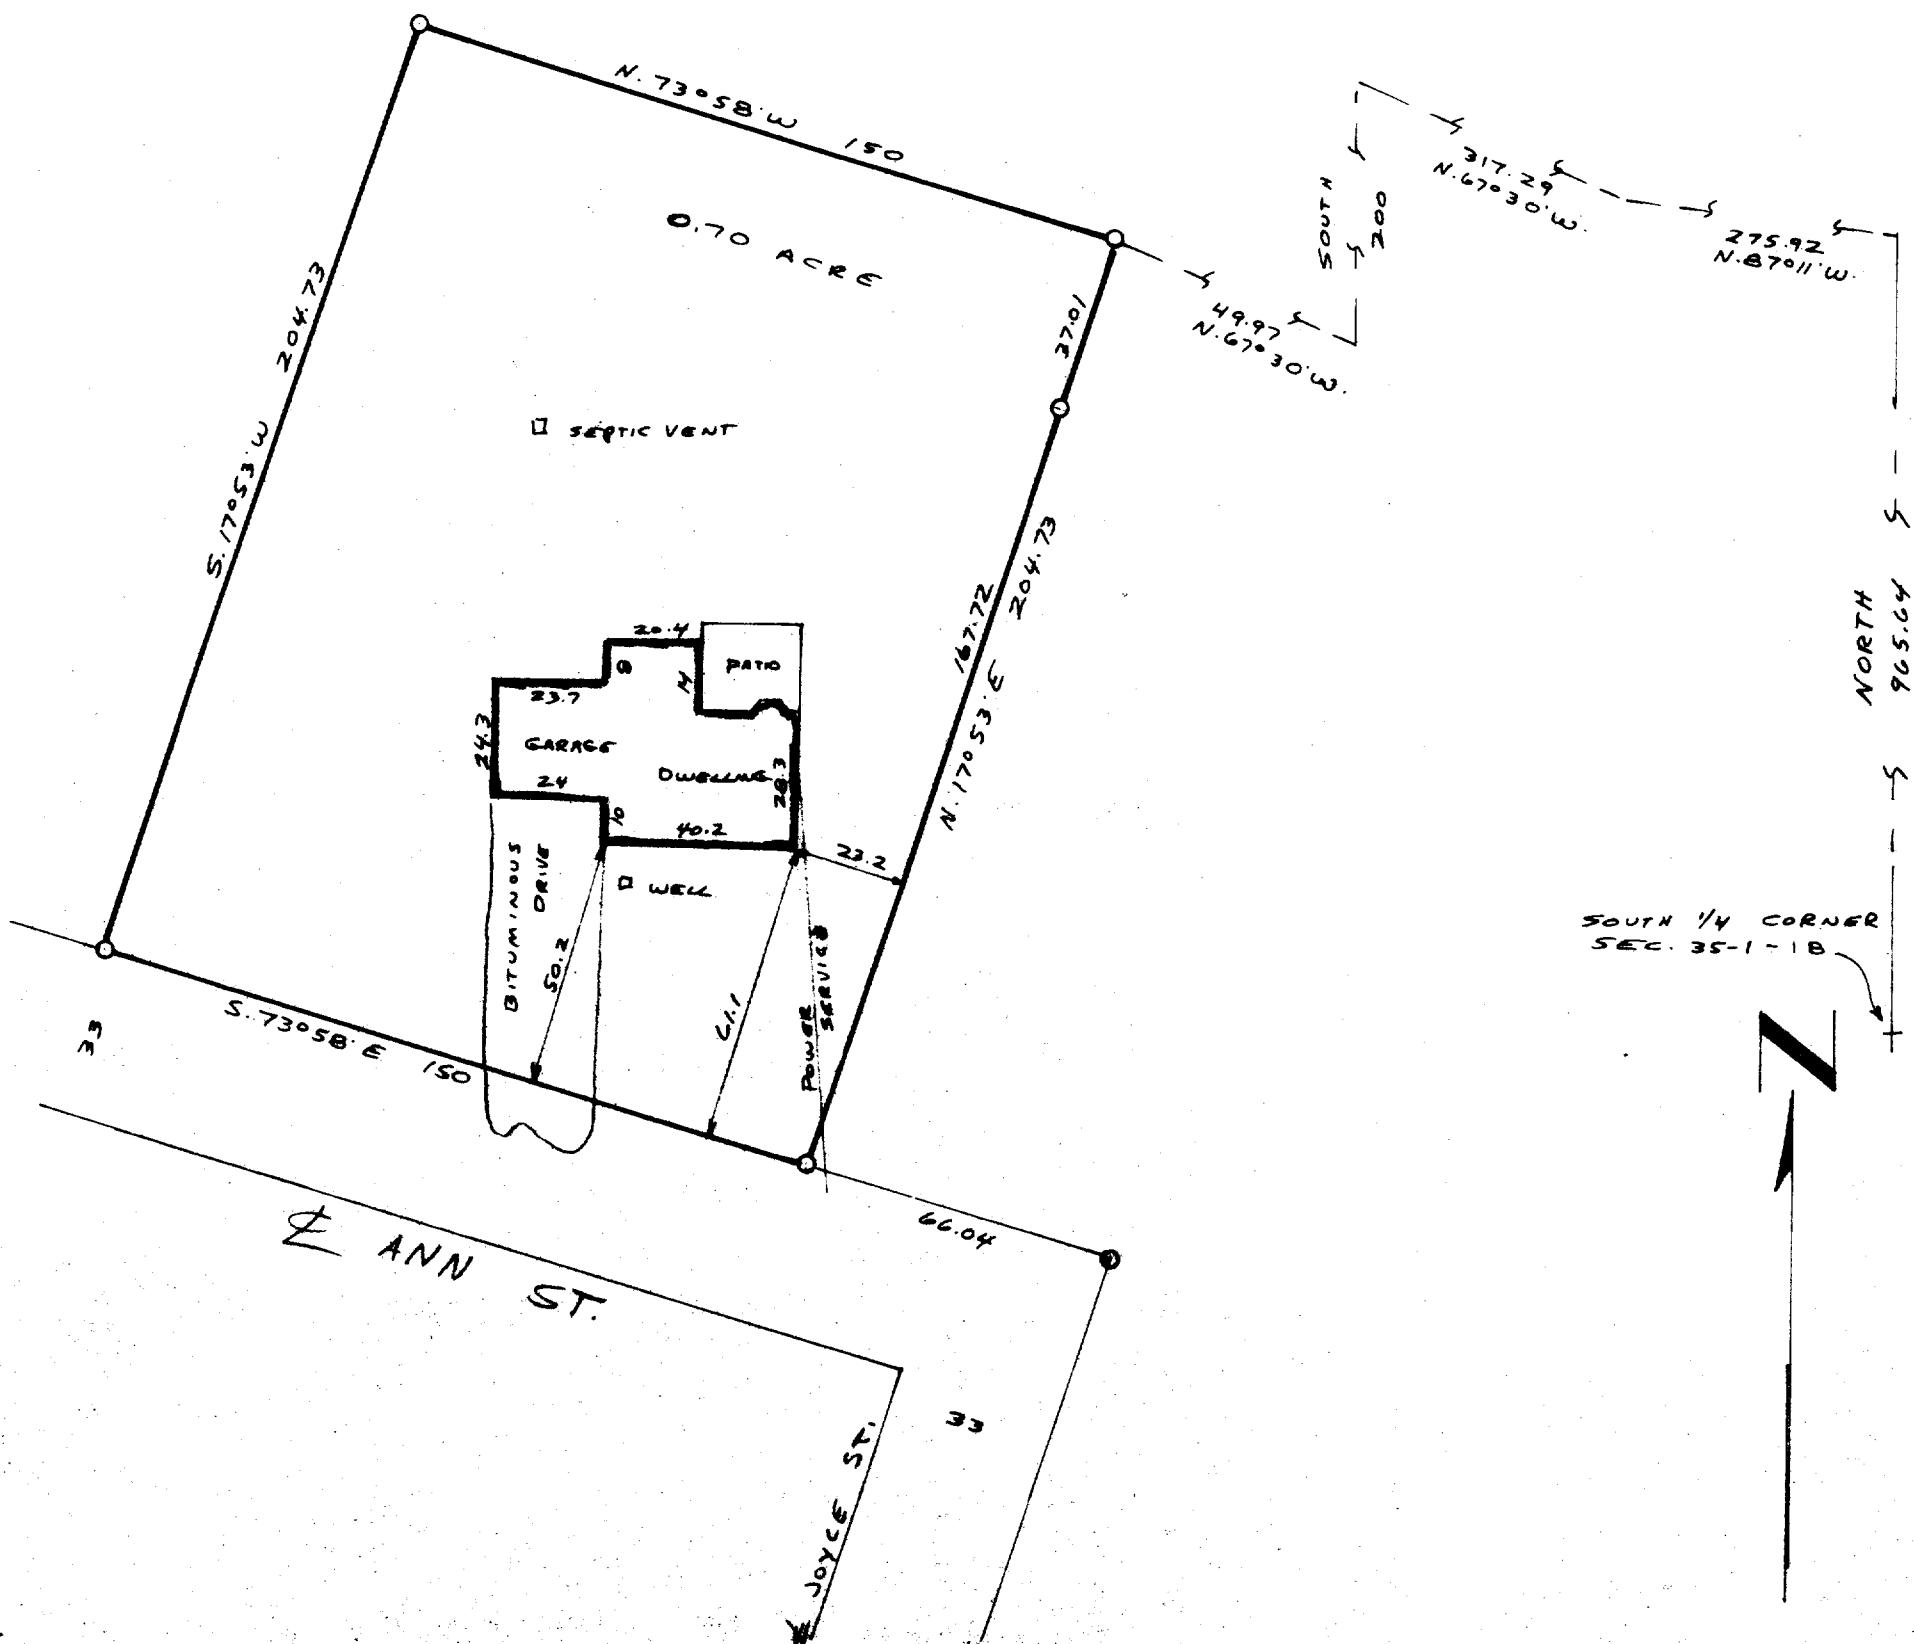 N. 73°58' W 150
0.70 ACRE
S. 17°53' W 204.73
37.01
167.72
N. 17°53' E 204.73
SEPTIC VENT
20.4
8
14
PATIO
23.7
24.3
GARAGE
24
10
DWELLING
28.3
40.2
23.2
WELL
BITUMINOUS
DRIVE
50.2
61.1
POWER
SERVICE
S. 73°58' E 150
33
66.04
℄ ANN ST.
33
JOYCE ST.
49.97
N. 67°30' W.
SOUTH
200
317.29
N. 67°30' W.
275.92
N. 87°11' W.
NORTH
965.64
SOUTH 1/4 CORNER
SEC. 35-1-18
N